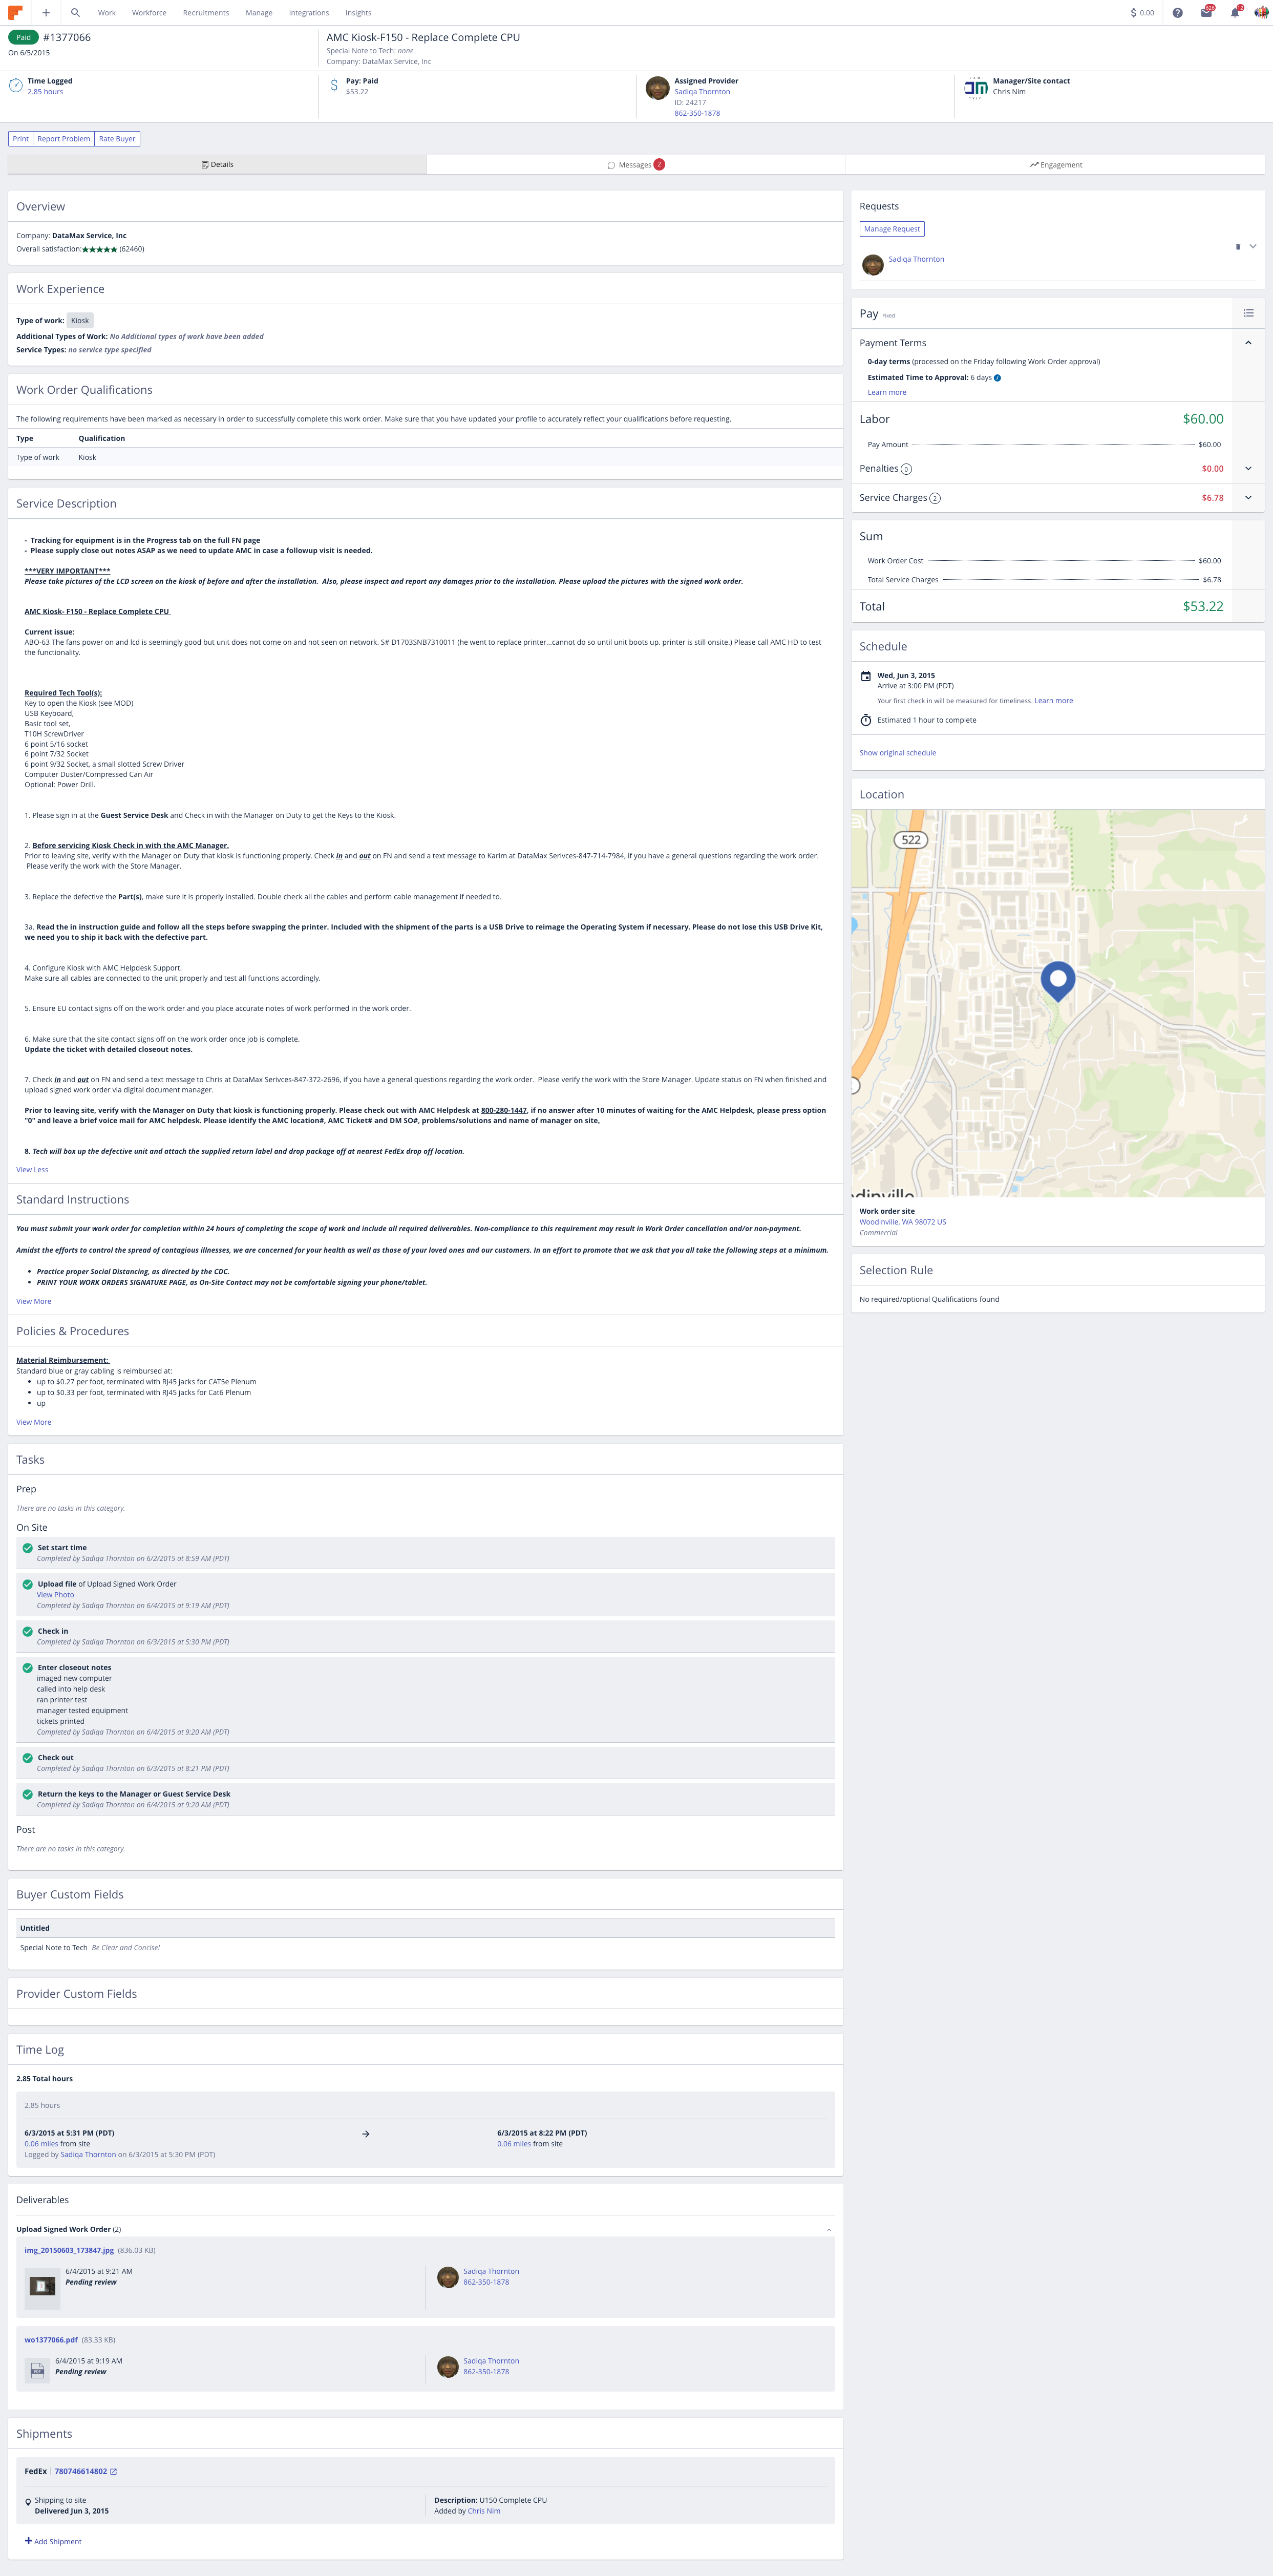 Work Workforce Recruitments Manage Integrations Insights
$ 0.00
Paid #1377066
On 6/5/2015
AMC Kiosk-F150 - Replace Complete CPU
Special Note to Tech: none
Company: DataMax Service, Inc
Time Logged
2.85 hours
Pay: Paid
$53.22
Assigned Provider
Sadiqa Thornton
ID: 24217
862-350-1878
Manager/Site contact
Chris Nim
Print Report Problem Rate Buyer
Details
Messages 2
Engagement
Overview
Company: DataMax Service, Inc
Overall satisfaction:★★★★★ (62460)
Work Experience
Type of work: Kiosk
Additional Types of Work: No Additional types of work have been added
Service Types: no service type specified
Work Order Qualifications
The following requirements have been marked as necessary in order to successfully complete this work order. Make sure that you have updated your profile to accurately reflect your qualifications before requesting.
Type Qualification
Type of work Kiosk
Service Description
- Tracking for equipment is in the Progress tab on the full FN page
- Please supply close out notes ASAP as we need to update AMC in case a followup visit is needed.
***VERY IMPORTANT***
Please take pictures of the LCD screen on the kiosk of before and after the installation. Also, please inspect and report any damages prior to the installation. Please upload the pictures with the signed work order.
AMC Kiosk- F150 - Replace Complete CPU
Current issue:
ABO-63 The fans power on and lcd is seemingly good but unit does not come on and not seen on network. S# D1703SNB7310011 (he went to replace printer...cannot do so until unit boots up. printer is still onsite.) Please call AMC HD to test
the functionality.
Required Tech Tool(s):
Key to open the Kiosk (see MOD)
USB Keyboard,
Basic tool set,
T10H ScrewDriver
6 point 5/16 socket
6 point 7/32 Socket
6 point 9/32 Socket, a small slotted Screw Driver
Computer Duster/Compressed Can Air
Optional: Power Drill.
1. Please sign in at the Guest Service Desk and Check in with the Manager on Duty to get the Keys to the Kiosk.
2. Before servicing Kiosk Check in with the AMC Manager.
Prior to leaving site, verify with the Manager on Duty that kiosk is functioning properly. Check in and out on FN and send a text message to Karim at DataMax Serivces-847-714-7984, if you have a general questions regarding the work order.
Please verify the work with the Store Manager.
3. Replace the defective the Part(s), make sure it is properly installed. Double check all the cables and perform cable management if needed to.
3a. Read the in instruction guide and follow all the steps before swapping the printer. Included with the shipment of the parts is a USB Drive to reimage the Operating System if necessary. Please do not lose this USB Drive Kit,
we need you to ship it back with the defective part.
4. Configure Kiosk with AMC Helpdesk Support.
Make sure all cables are connected to the unit properly and test all functions accordingly.
5. Ensure EU contact signs off on the work order and you place accurate notes of work performed in the work order.
6. Make sure that the site contact signs off on the work order once job is complete.
Update the ticket with detailed closeout notes.
7. Check in and out on FN and send a text message to Chris at DataMax Serivces-847-372-2696, if you have a general questions regarding the work order. Please verify the work with the Store Manager. Update status on FN when finished and
upload signed work order via digital document manager.
Prior to leaving site, verify with the Manager on Duty that kiosk is functioning properly. Please check out with AMC Helpdesk at 800-280-1447, if no answer after 10 minutes of waiting for the AMC Helpdesk, please press option
"0" and leave a brief voice mail for AMC helpdesk. Please identify the AMC location#, AMC Ticket# and DM SO#, problems/solutions and name of manager on site,
8. Tech will box up the defective unit and attach the supplied return label and drop package off at nearest FedEx drop off location.
View Less
Standard Instructions
You must submit your work order for completion within 24 hours of completing the scope of work and include all required deliverables. Non-compliance to this requirement may result in Work Order cancellation and/or non-payment.
Amidst the efforts to control the spread of contagious illnesses, we are concerned for your health as well as those of your loved ones and our customers. In an effort to promote that we ask that you all take the following steps at a minimum.
• Practice proper Social Distancing, as directed by the CDC.
• PRINT YOUR WORK ORDERS SIGNATURE PAGE, as On-Site Contact may not be comfortable signing your phone/tablet.
View More
Policies & Procedures
Material Reimbursement:
Standard blue or gray cabling is reimbursed at:
• up to $0.27 per foot, terminated with RJ45 jacks for CAT5e Plenum
• up to $0.33 per foot, terminated with RJ45 jacks for Cat6 Plenum
• up
View More
Tasks
Prep
There are no tasks in this category.
On Site
Set start time
Completed by Sadiqa Thornton on 6/2/2015 at 8:59 AM (PDT)
Upload file of Upload Signed Work Order
View Photo
Completed by Sadiqa Thornton on 6/4/2015 at 9:19 AM (PDT)
Check in
Completed by Sadiqa Thornton on 6/3/2015 at 5:30 PM (PDT)
Enter closeout notes
imaged new computer
called into help desk
ran printer test
manager tested equipment
tickets printed
Completed by Sadiqa Thornton on 6/4/2015 at 9:20 AM (PDT)
Check out
Completed by Sadiqa Thornton on 6/3/2015 at 8:21 PM (PDT)
Return the keys to the Manager or Guest Service Desk
Completed by Sadiqa Thornton on 6/4/2015 at 9:20 AM (PDT)
Post
There are no tasks in this category.
Buyer Custom Fields
Untitled
Special Note to Tech Be Clear and Concise!
Provider Custom Fields
Time Log
2.85 Total hours
2.85 hours
6/3/2015 at 5:31 PM (PDT)
0.06 miles from site
Logged by Sadiqa Thornton on 6/3/2015 at 5:30 PM (PDT)
6/3/2015 at 8:22 PM (PDT)
0.06 miles from site
Deliverables
Upload Signed Work Order (2)
img_20150603_173847.jpg (836.03 KB)
6/4/2015 at 9:21 AM
Pending review
Sadiqa Thornton
862-350-1878
wo1377066.pdf (83.33 KB)
6/4/2015 at 9:19 AM
Pending review
Sadiqa Thornton
862-350-1878
Shipments
FedEx 780746614802
Shipping to site
Delivered Jun 3, 2015
Description: U150 Complete CPU
Added by Chris Nim
+ Add Shipment
Requests
Manage Request
Sadiqa Thornton
Pay Fixed
Payment Terms
0-day terms (processed on the Friday following Work Order approval)
Estimated Time to Approval: 6 days
Learn more
Labor $60.00
Pay Amount $60.00
Penalties 0 $0.00
Service Charges 2 $6.78
Sum
Work Order Cost $60.00
Total Service Charges $6.78
Total $53.22
Schedule
Wed, Jun 3, 2015
Arrive at 3:00 PM (PDT)
Your first check in will be measured for timeliness. Learn more
Estimated 1 hour to complete
Show original schedule
Location
522
odinville
Work order site
Woodinville, WA 98072 US
Commercial
Selection Rule
No required/optional Qualifications found